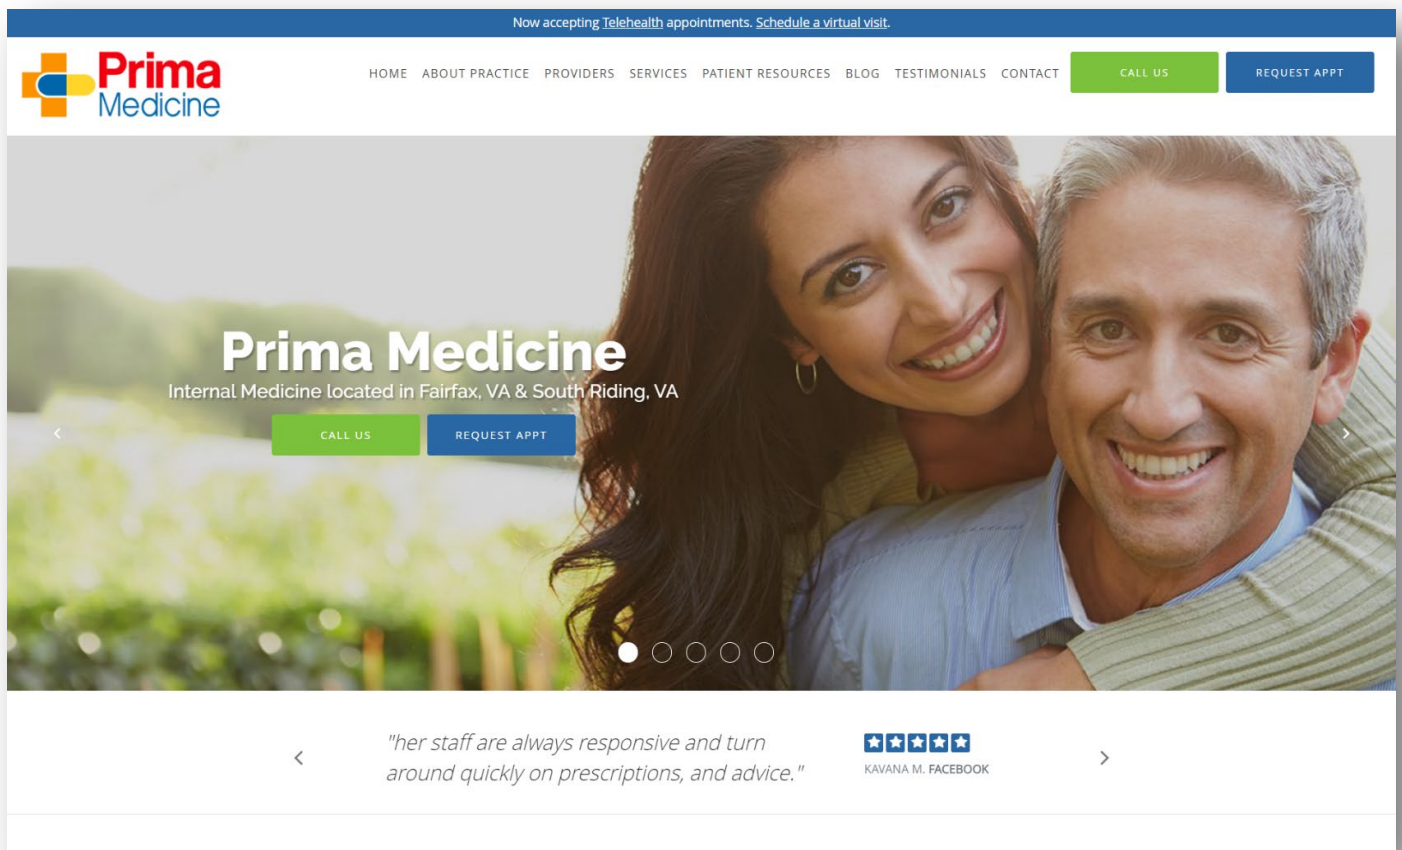 Now accepting Telehealth appointments. Schedule a virtual visit.
Prima
Medicine
HOME ABOUT PRACTICE PROVIDERS SERVICES PATIENT RESOURCES BLOG TESTIMONIALS CONTACT CALL US REQUEST APPT
Prima Medicine
Internal Medicine located in Fairfax, VA & South Riding, VA
CALL US REQUEST APPT
"her staff are always responsive and turn
around quickly on prescriptions, and advice."
KAVANA M. FACEBOOK